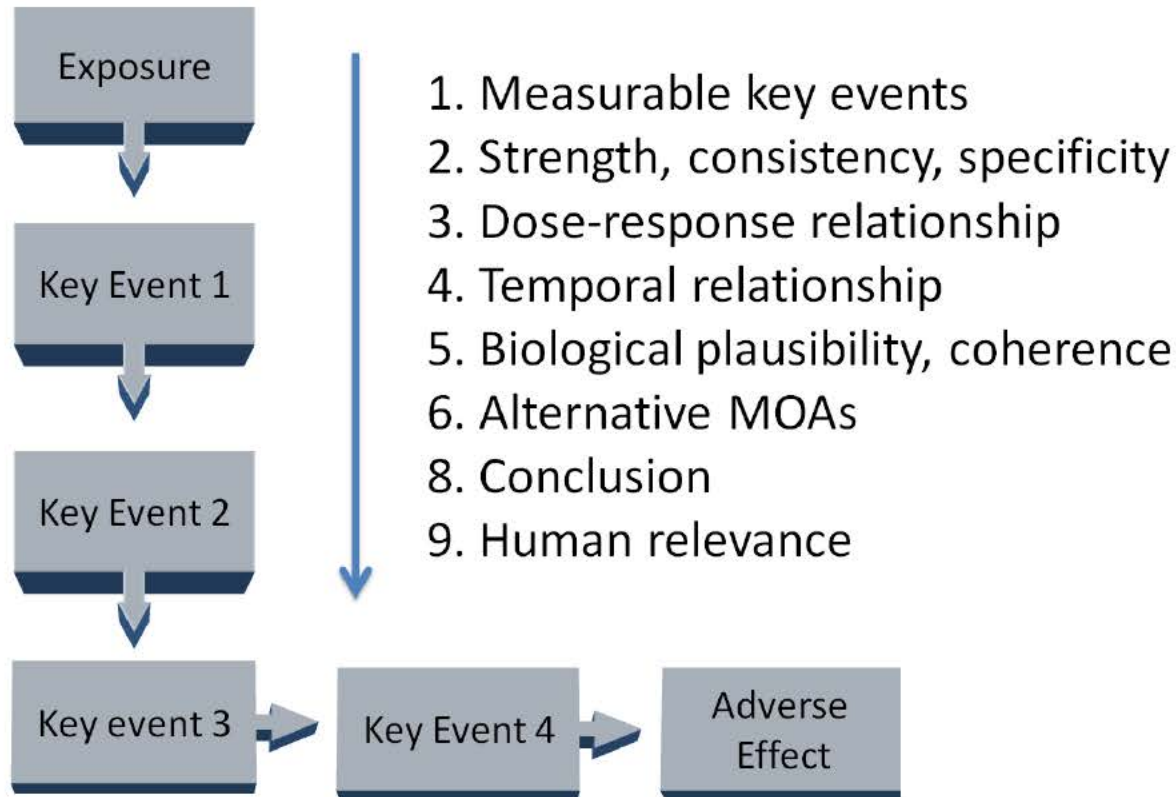 Exposure
Key Event 1
Key Event 2
Key event 3
Key Event 4
Adverse
Effect
1. Measurable key events
2. Strength, consistency, specificity
3. Dose-response relationship
4. Temporal relationship
5. Biological plausibility, coherence
6. Alternative MOAs
8. Conclusion
9. Human relevance